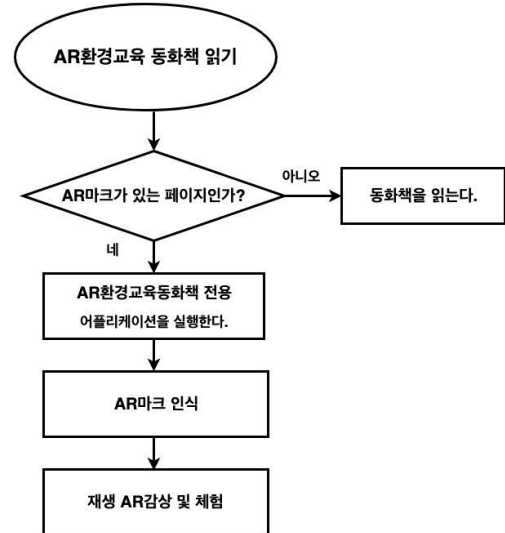 AR환경교육 동화책 읽기
AR마크가 있는 페이지인가?
아니오
동화책을 읽는다.
네
AR환경교육동화책 전용
어플리케이션을 실행한다.
AR마크 인식
재생 AR감상 및 체험